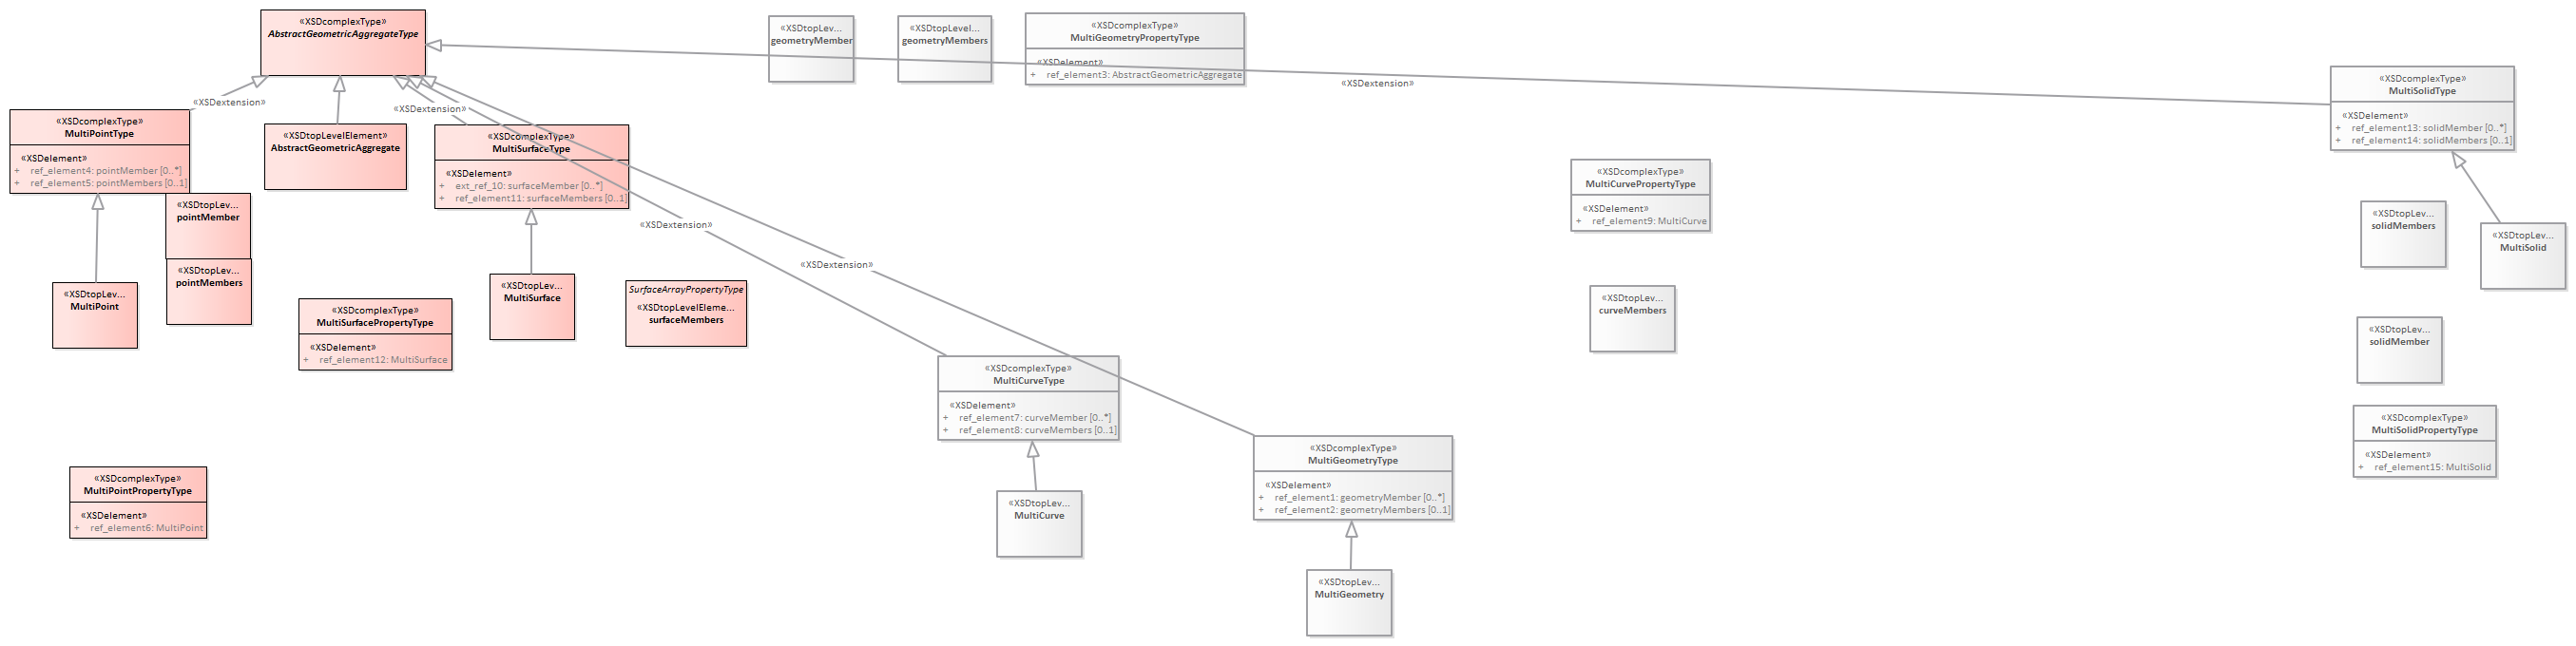 «XSDcomplexType»
AbstractGeometricAggregateType
«XSDtopLev...
geometryMember
«XSDtopLevel...
geometryMembers
«XSDcomplexType»
MultiGeometryPropertyType
«XSDelement»
+ ref_element3: AbstractGeometricAggregate
«XSDextension»
«XSDcomplexType»
MultiSolidType
«XSDelement»
+ ref_element13: solidMember [0..*]
+ ref_element14: solidMembers [0..1]
«XSDextension»
«XSDextension»
«XSDcomplexType»
MultiPointType
«XSDelement»
+ ref_element4: pointMember [0..*]
+ ref_element5: pointMembers [0..1]
«XSDtopLevelElement»
AbstractGeometricAggregate
«XSDcomplexType»
MultiSurfaceType
«XSDelement»
+ ext_ref_10: surfaceMember [0..*]
+ ref_element11: surfaceMembers [0..1]
«XSDcomplexType»
MultiCurvePropertyType
«XSDelement»
+ ref_element9: MultiCurve
«XSDtopLev...
pointMember
«XSDtopLev...
pointMembers
«XSDtopLev...
MultiPoint
«XSDextension»
«XSDextension»
«XSDtopLev...
solidMembers
«XSDtopLev...
MultiSolid
«XSDcomplexType»
MultiSurfacePropertyType
«XSDelement»
+ ref_element12: MultiSurface
«XSDtopLev...
MultiSurface
SurfaceArrayPropertyType
«XSDtopLevelEleme...
surfaceMembers
«XSDtopLev...
curveMembers
«XSDtopLev...
solidMember
«XSDcomplexType»
MultiCurveType
«XSDelement»
+ ref_element7: curveMember [0..*]
+ ref_element8: curveMembers [0..1]
«XSDcomplexType»
MultiSolidPropertyType
«XSDelement»
+ ref_element15: MultiSolid
«XSDcomplexType»
MultiGeometryType
«XSDelement»
+ ref_element1: geometryMember [0..*]
+ ref_element2: geometryMembers [0..1]
«XSDcomplexType»
MultiPointPropertyType
«XSDelement»
+ ref_element6: MultiPoint
«XSDtopLev...
MultiCurve
«XSDtopLev...
MultiGeometry